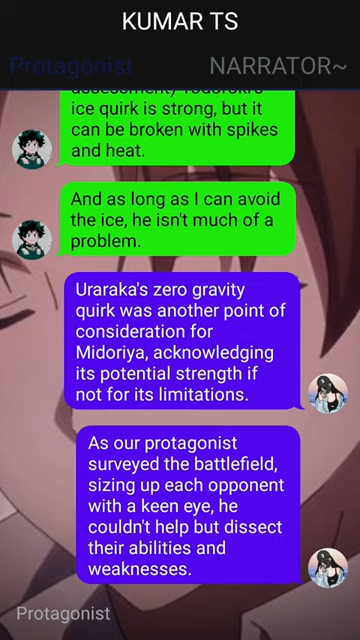 KUMAR TS
Protagonist
NARRATOR~
assessment) Todoroki's
ice quirk is strong, but it
can be broken with spikes
and heat.
And as long as I can avoid
the ice, he isn't much of a
problem.
Uraraka's zero gravity
quirk was another point of
consideration for
Midoriya, acknowledging
its potential strength if
not for its limitations.
As our protagonist
surveyed the battlefield,
sizing up each opponent
with a keen eye, he
couldn't help but dissect
their abilities and
weaknesses.
Protagonist